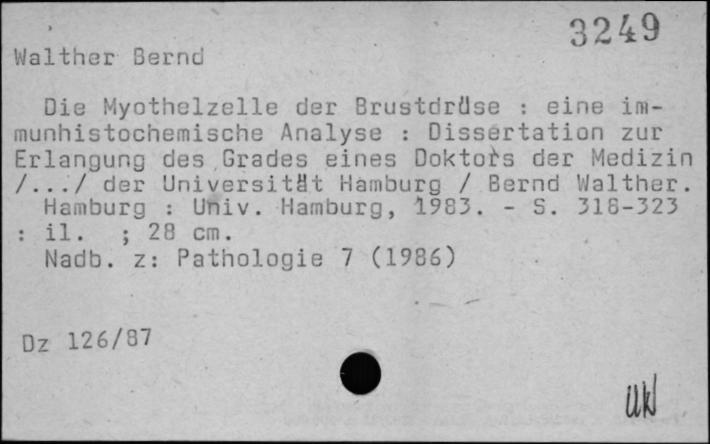 3249
Walther Bernd
Die Myothelzelle der Brustdrüse : eine im-
munhistochemische Analyse : Dissertation zur
Erlangung des Grades eines Doktors der Medizin
/.../ der Universität Hamburg / Bernd Walther.
Hamburg : Univ. Hamburg, 1983. - S. 318-323
: il. ; 28 cm.
Nadb. z: Pathologie 7 (1986)
Dz 126/87